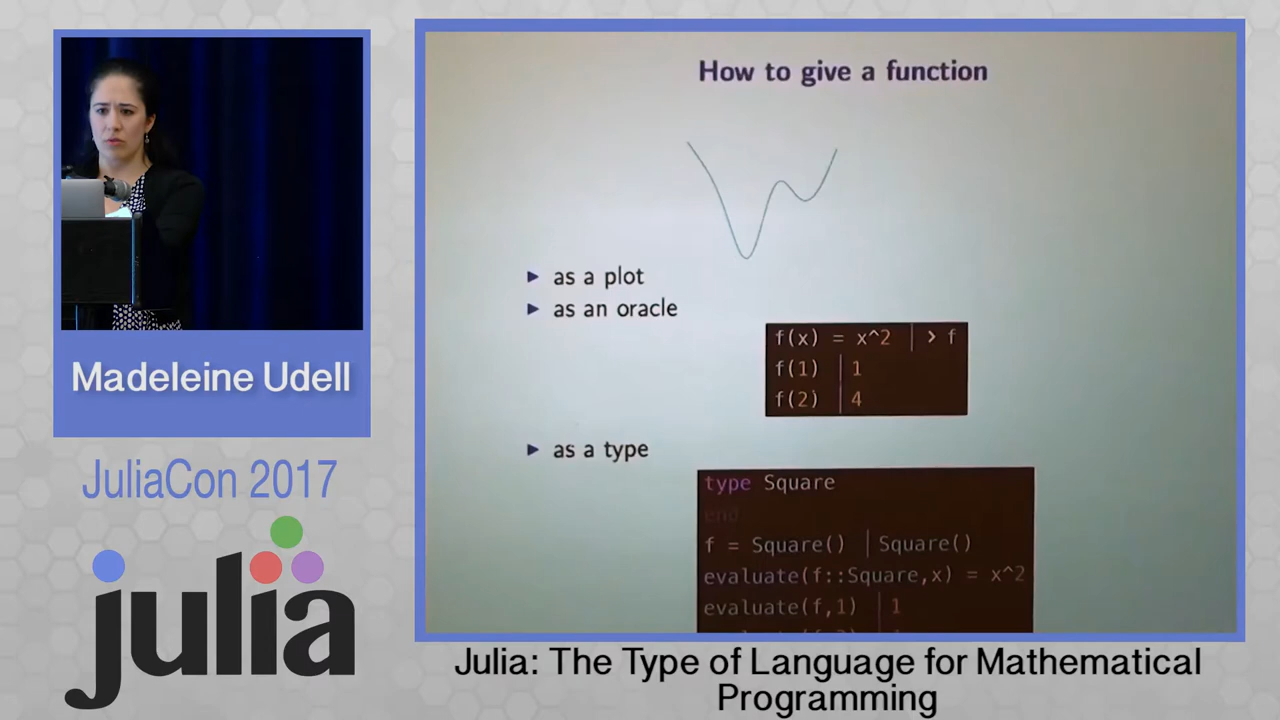 How to give a function
► as a plot
► as an oracle
f(x) = x^2 | › f
f(1) | 1
f(2) | 4
► as a type
type Square
end
f = Square() | Square()
evaluate(f::Square,x) = x^2
evaluate(f,1) | 1
Madeleine Udell
JuliaCon 2017
julia
Julia: The Type of Language for Mathematical
Programming